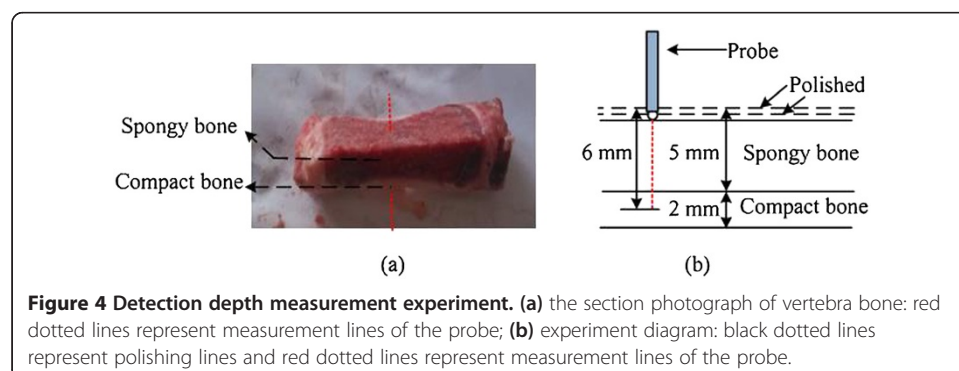 Probe
Polished
Spongy bone
Compact bone
6 mm
5 mm
Spongy bone
2 mm
Compact bone
(a)
(b)
Figure 4 Detection depth measurement experiment. (a) the section photograph of vertebra bone: red
dotted lines represent measurement lines of the probe; (b) experiment diagram: black dotted lines
represent polishing lines and red dotted lines represent measurement lines of the probe.